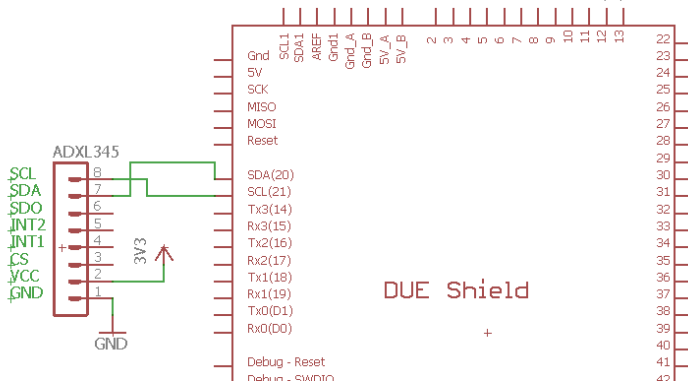 SCL1
SDA1
AREF
Gnd1
Gnd_A
Gnd_B
5V_A
5V_B
2
3
4
5
6
7
8
9
10
11
12
13
Gnd
5V
SCK
MISO
MOSI
Reset
SDA(20)
SCL(21)
Tx3(14)
Rx3(15)
Tx2(16)
Rx2(17)
Tx1(18)
Rx1(19)
Tx0(D1)
Rx0(D0)
Debug - Reset
Debug - SWDIO
22
23
24
25
26
27
28
29
30
31
32
33
34
35
36
37
38
39
40
41
42
DUE Shield
ADXL345
SCL 8
SDA 7
SDO 6
INT2 5
INT1 4
CS 3
VCC 2
GND 1
3V3
GND